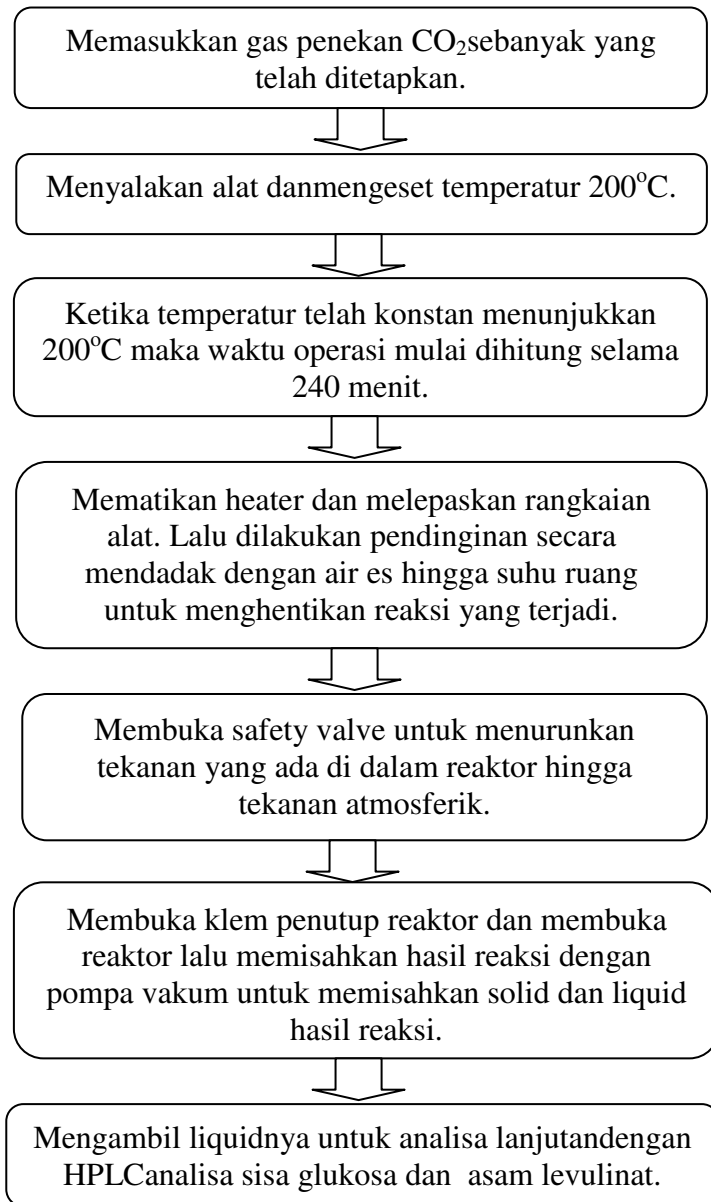 Memasukkan gas penekan CO₂sebanyak yang
telah ditetapkan.
Menyalakan alat danmengeset temperatur 200°C.
Ketika temperatur telah konstan menunjukkan
200°C maka waktu operasi mulai dihitung selama
240 menit.
Mematikan heater dan melepaskan rangkaian
alat. Lalu dilakukan pendinginan secara
mendadak dengan air es hingga suhu ruang
untuk menghentikan reaksi yang terjadi.
Membuka safety valve untuk menurunkan
tekanan yang ada di dalam reaktor hingga
tekanan atmosferik.
Membuka klem penutup reaktor dan membuka
reaktor lalu memisahkan hasil reaksi dengan
pompa vakum untuk memisahkan solid dan liquid
hasil reaksi.
Mengambil liquidnya untuk analisa lanjutandengan
HPLCanalisa sisa glukosa dan  asam levulinat.